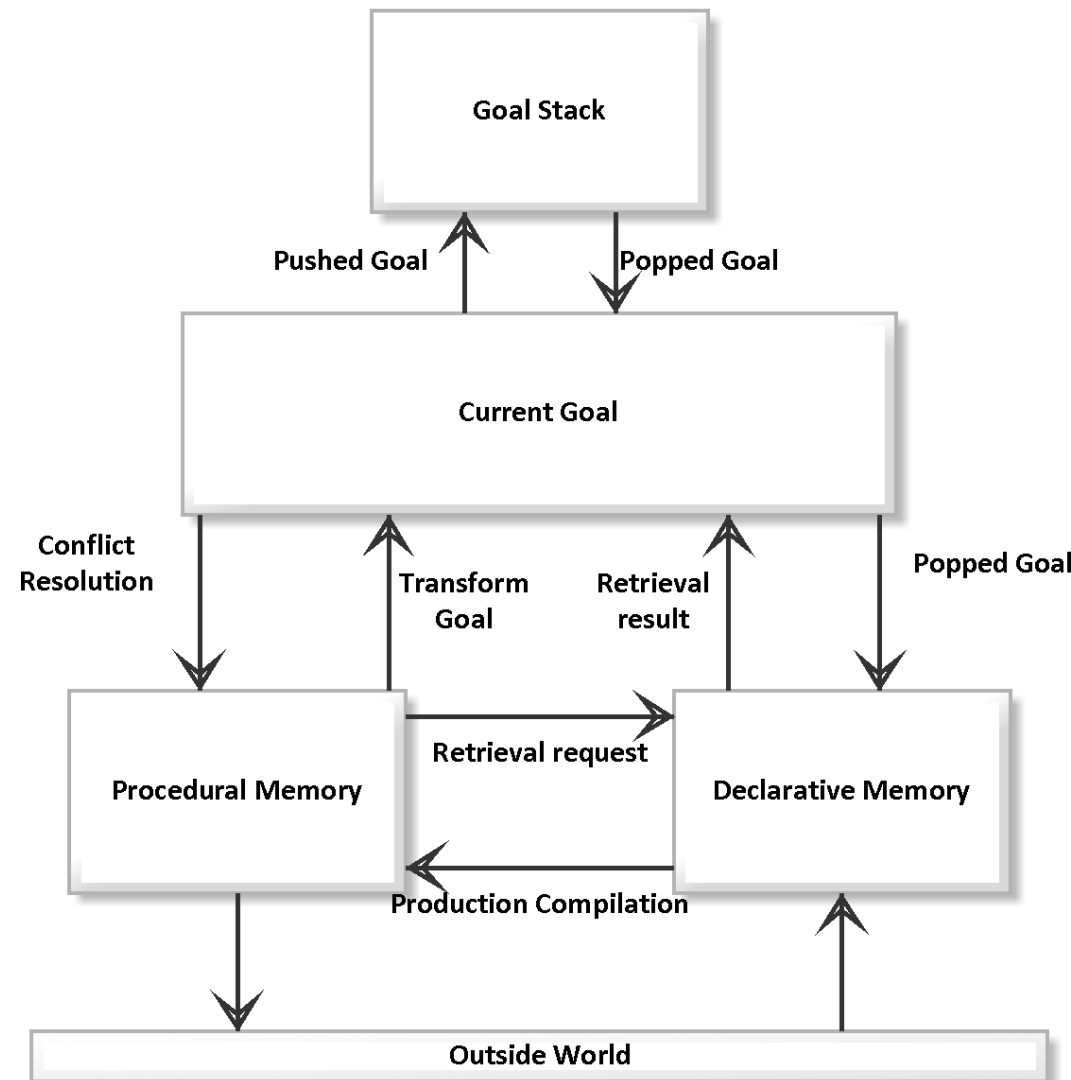 Goal Stack
Pushed Goal
Popped Goal
Current Goal
Conflict
Resolution
Transform
Goal
Retrieval
result
Popped Goal
Retrieval request
Procedural Memory
Declarative Memory
Production Compilation
Outside World